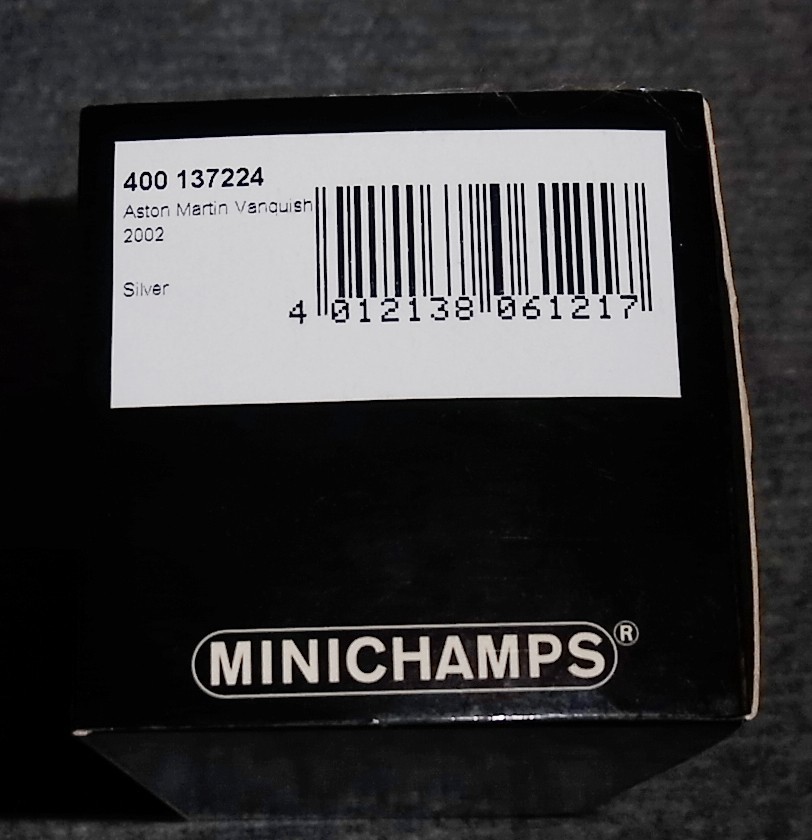 400 137224
Aston Martin Vanquish
2002
Silver
4 012138 061217
MINICHAMPS®